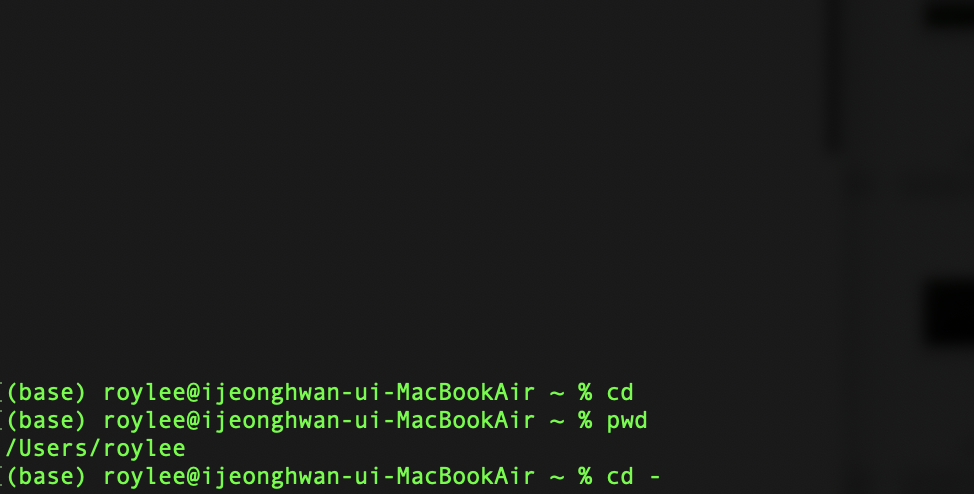 (base) roylee@ijeonghwan-ui-MacBookAir ~ % cd
(base) roylee@ijeonghwan-ui-MacBookAir ~ % pwd
/Users/roylee
(base) roylee@ijeonghwan-ui-MacBookAir ~ % cd -